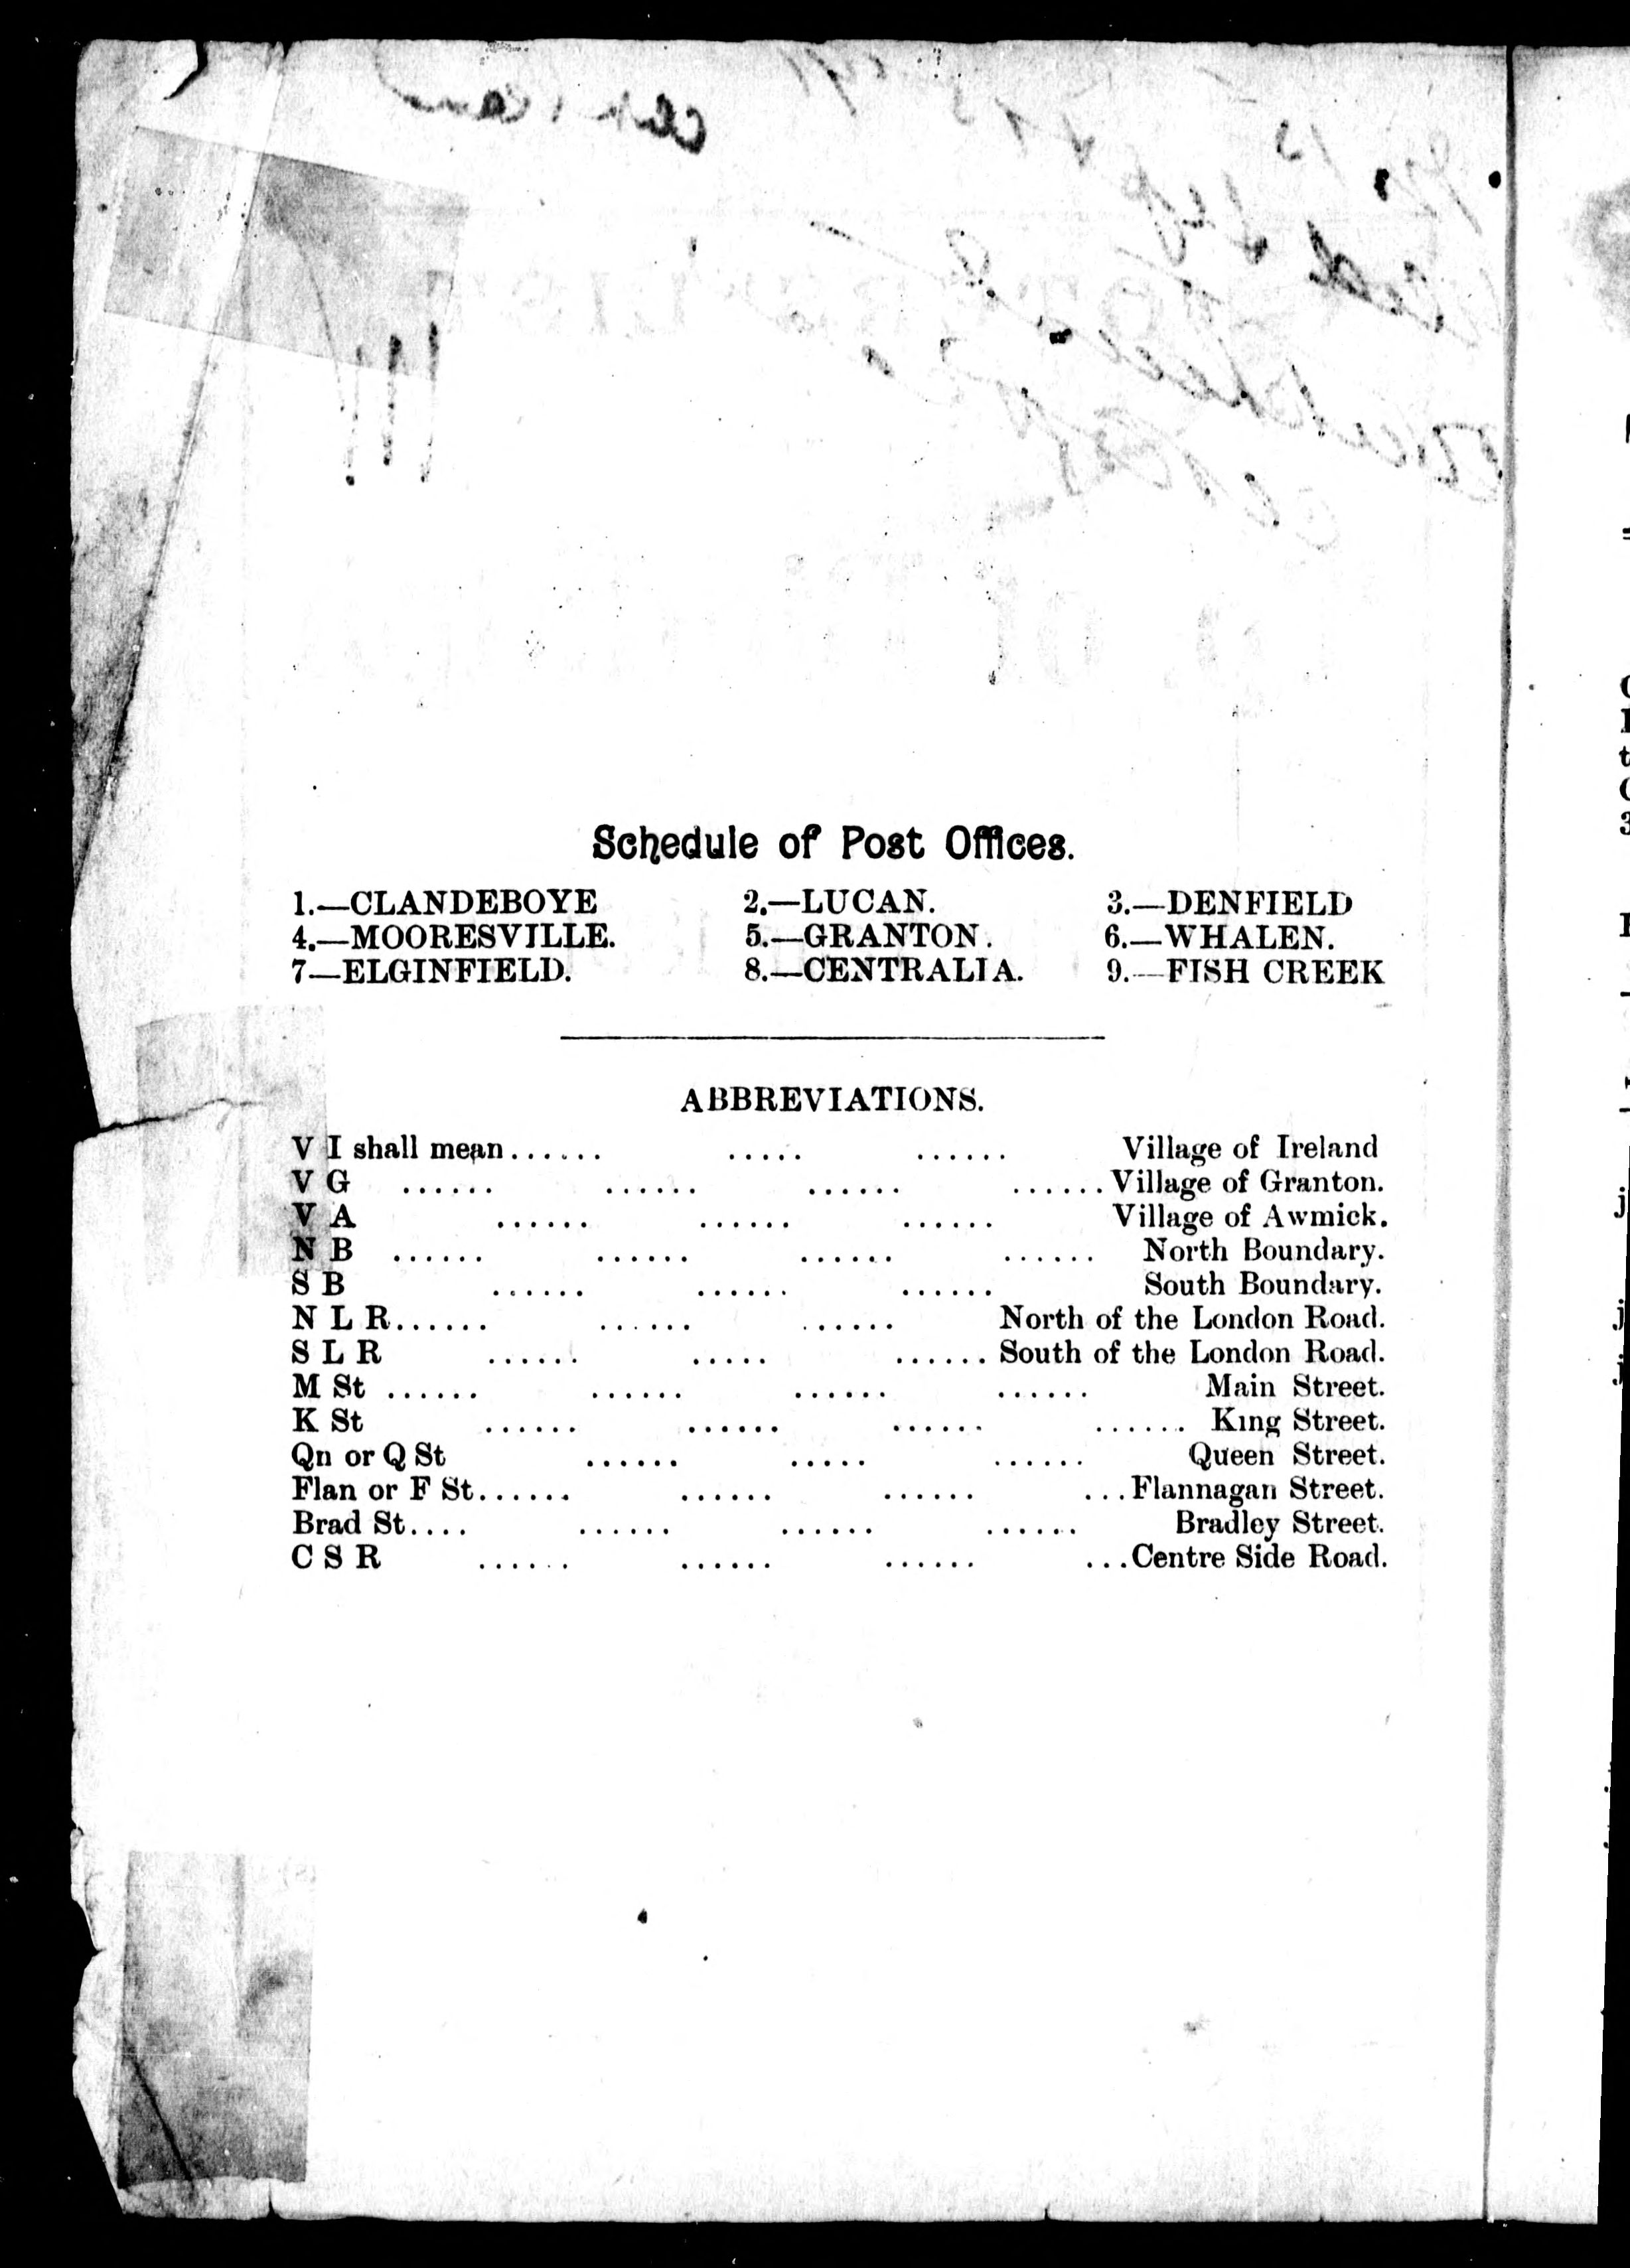 Schedule of Post Offices.
1.—CLANDEBOYE 2.—LUCAN. 3.—DENFIELD
4.—MOORESVILLE. 5.—GRANTON. 6.—WHALEN.
7—ELGINFIELD. 8.—CENTRALIA. 9.—FISH CREEK
ABBREVIATIONS.
V I shall mean...... ..... ...... Village of Ireland
V G ...... ...... ...... ......Village of Granton.
V A ...... ...... ...... Village of Awmick.
N B ...... ...... ...... ...... North Boundary.
S B ...... ...... ...... South Boundary.
N L R...... ...... ...... North of the London Road.
S L R ...... ..... ...... South of the London Road.
M St ...... ...... ...... ...... Main Street.
K St ...... ...... ...... ...... King Street.
Qn or Q St ...... ..... ...... Queen Street.
Flan or F St...... ...... ...... ...Flannagan Street.
Brad St.... ...... ...... ...... Bradley Street.
C S R ...... ...... ...... ...Centre Side Road.